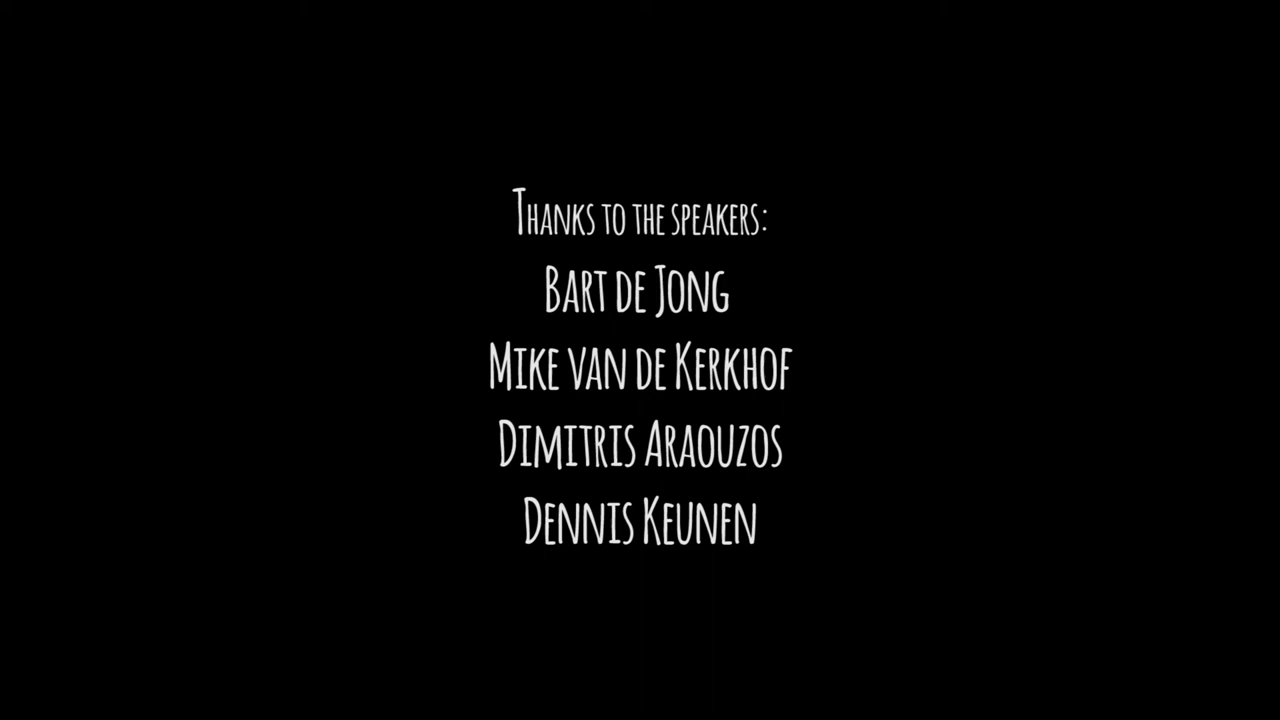 Thanks to the speakers:
Bart de Jong
Mike van de Kerkhof
Dimitris Araouzos
Dennis Keunen